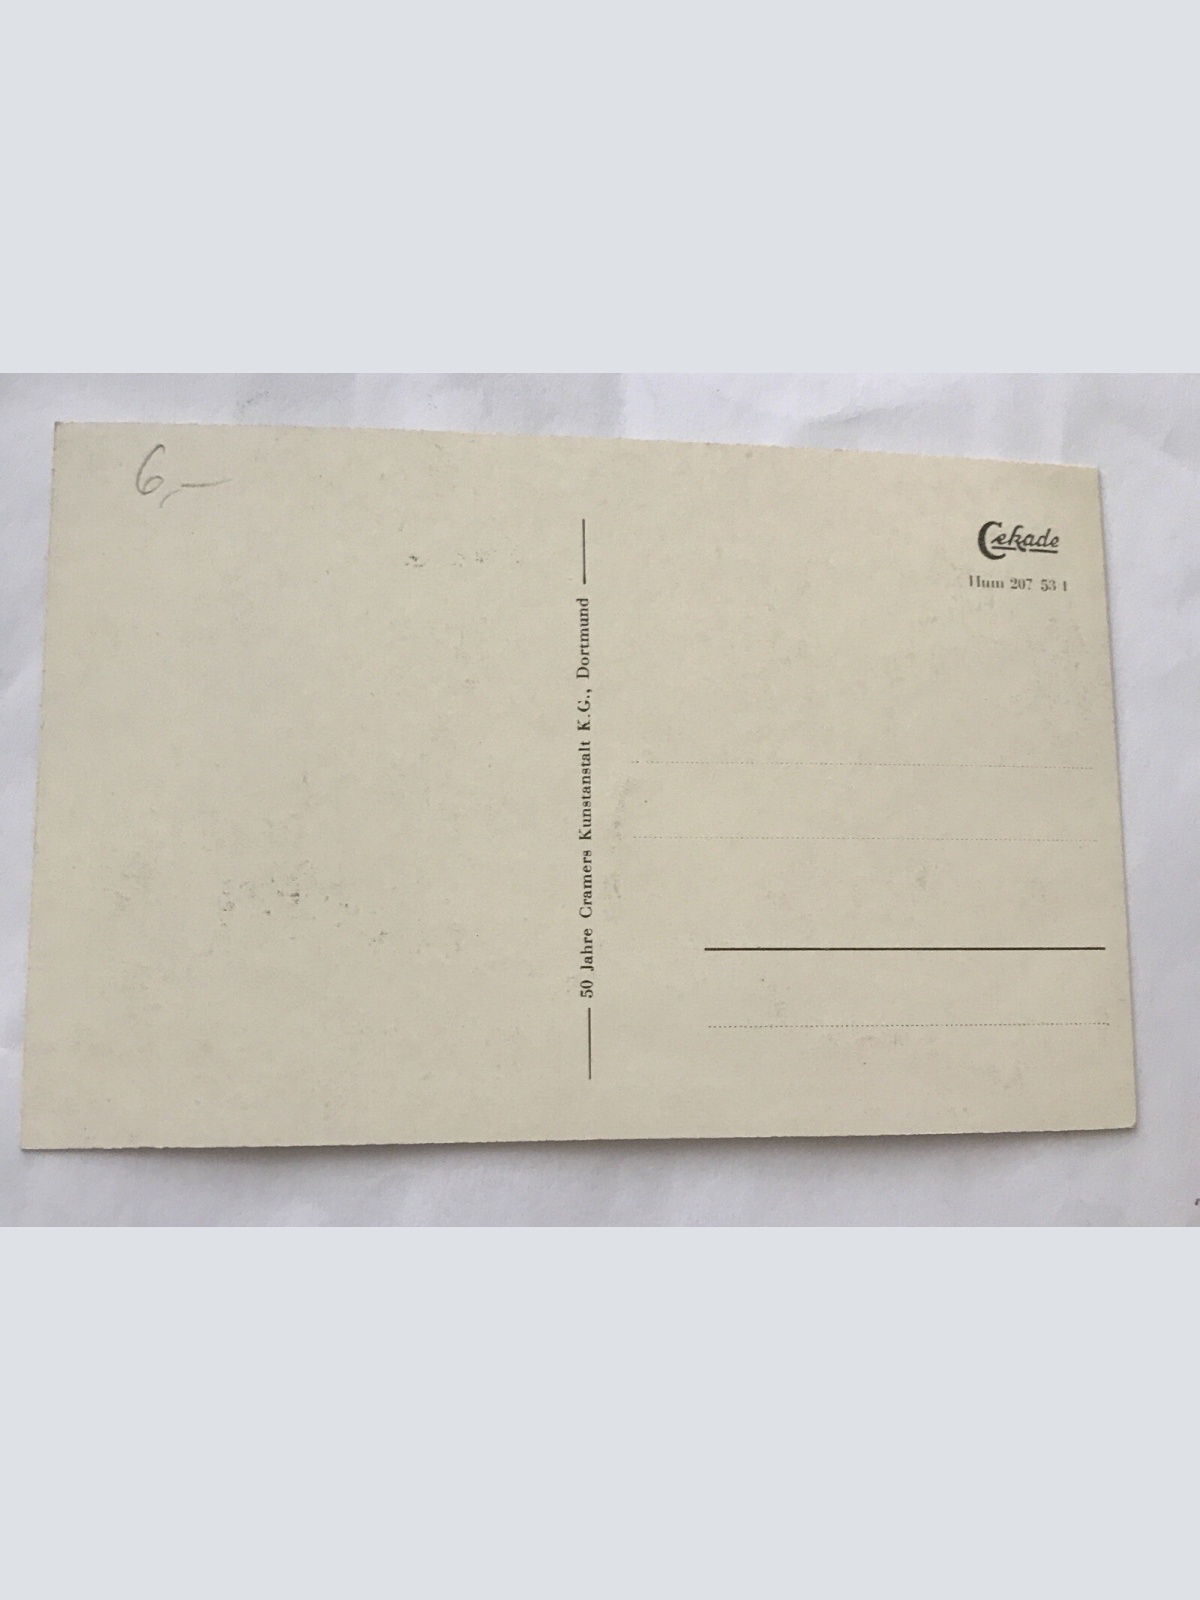 6,—
Cekade
Hum 207 53 1
50 Jahre Cramers Kunstanstalt K.G., Dortmund